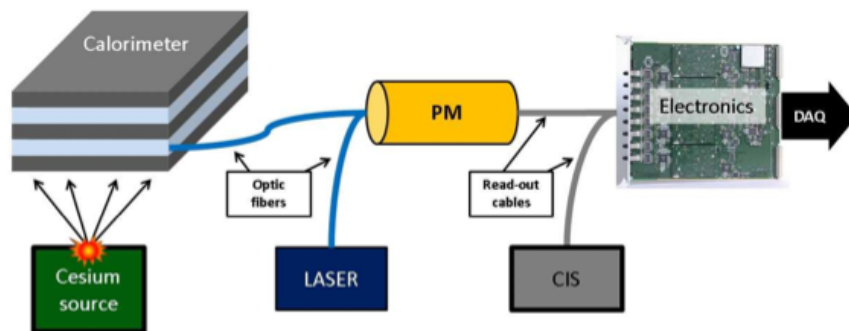 Calorimeter
PM
Electronics
DAQ
Optic
fibers
Read-out
cables
Cesium
source
LASER
CIS